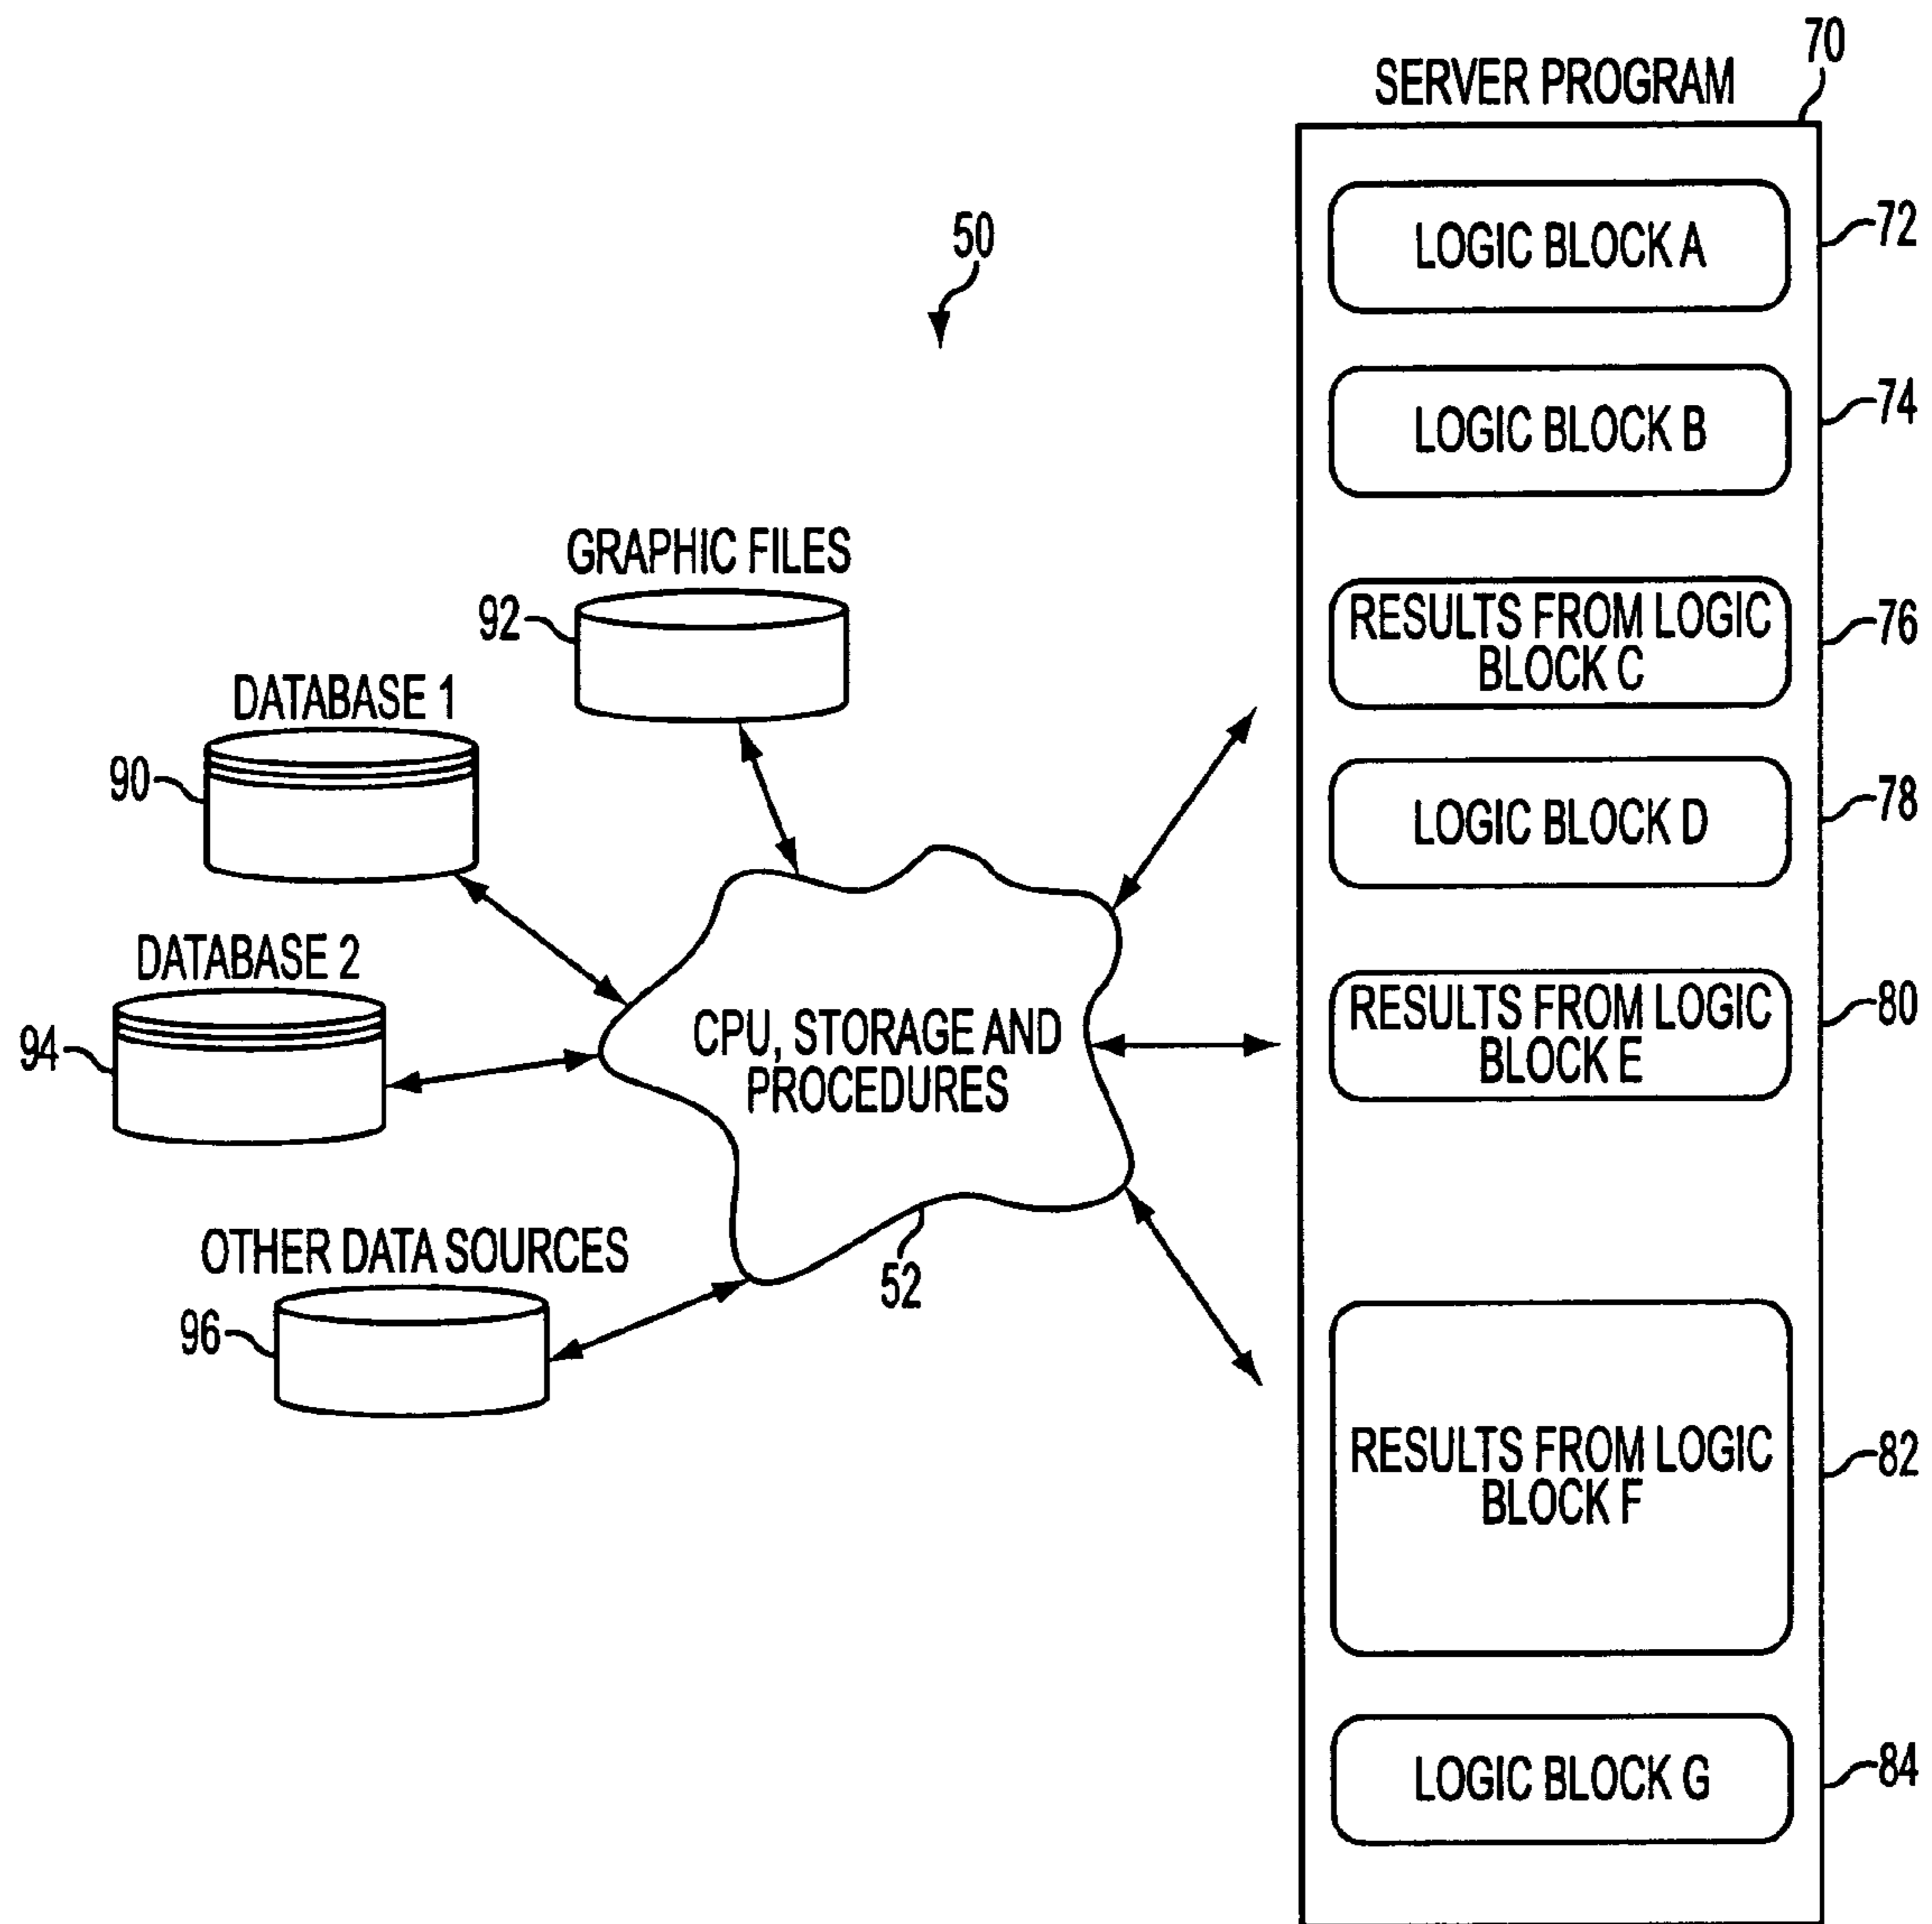 70
SERVER PROGRAM
LOGIC BLOCK A
72
50
LOGIC BLOCK B
74
GRAPHIC FILES
92
RESULTS FROM LOGIC
BLOCK C
76
DATABASE 1
90
LOGIC BLOCK D
78
DATABASE 2
94
CPU, STORAGE AND
PROCEDURES
RESULTS FROM LOGIC
BLOCK E
80
OTHER DATA SOURCES
96
52
RESULTS FROM LOGIC
BLOCK F
82
LOGIC BLOCK G
84